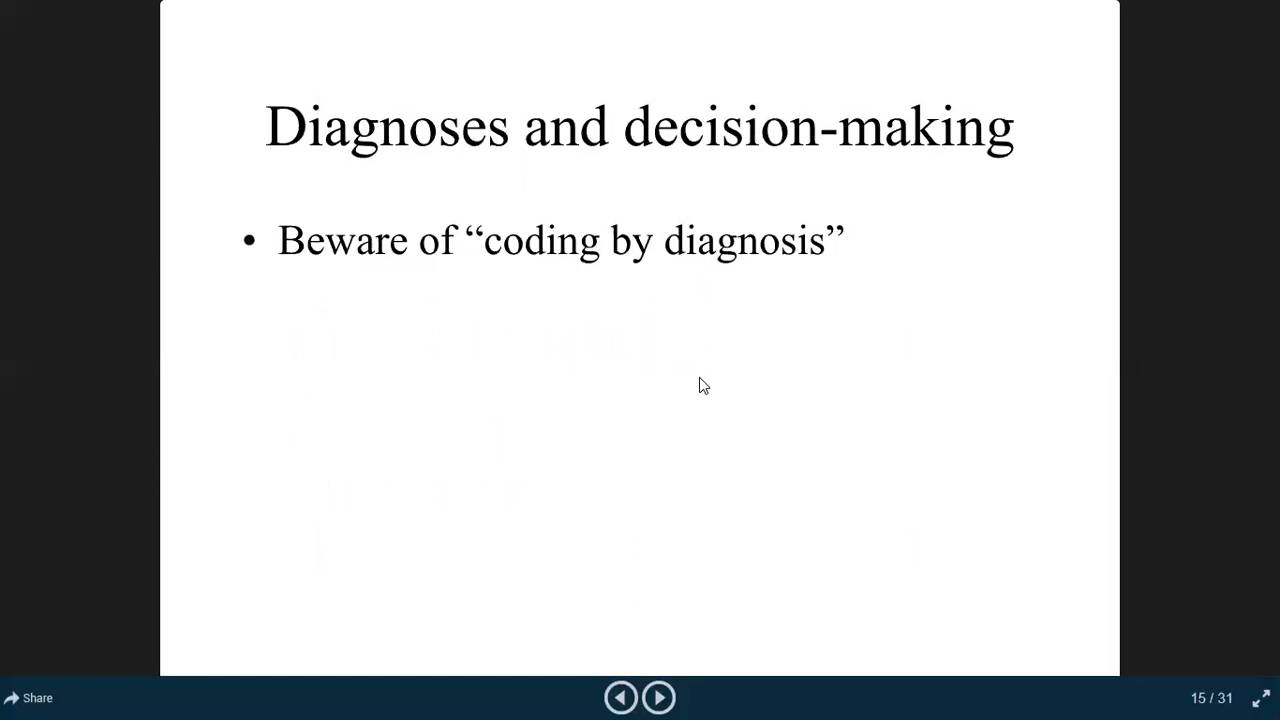 Diagnoses and decision-making
• Beware of “coding by diagnosis”
Share
15 / 31